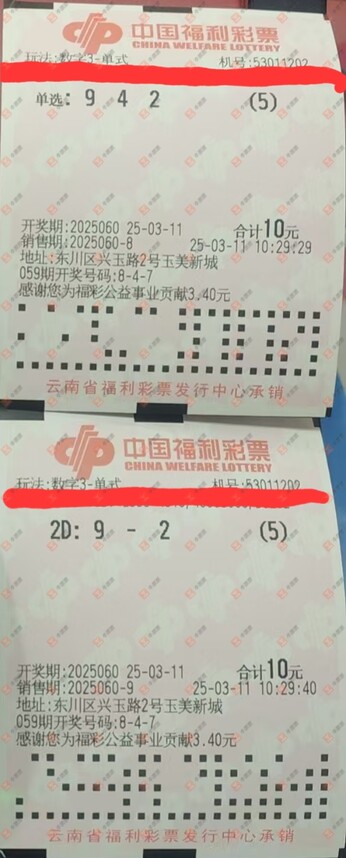 中国福利彩票
CHINA WELFARE LOTTERY
玩法:数字3-单式 机号:53011202
单选: 9 4 2 (5)
开奖期:2025060 25-03-11 合计10元
销售期:2025060-8 25-03-11 10:29:29
地址:东川区兴玉路2号玉美新城
059期开奖号码:8-4-7
感谢您为福彩公益事业贡献3.40元
云南省福利彩票发行中心承销
中国福利彩票
CHINA WELFARE LOTTERY
玩法:数字3-单式 机号:53011202
2D: 9 - 2 (5)
开奖期:2025060 25-03-11 合计10元
销售期:2025060-9 25-03-11 10:29:40
地址:东川区兴玉路2号玉美新城
059期开奖号码:8-4-7
感谢您为福彩公益事业贡献3.40元
云南省福利彩票发行中心承销